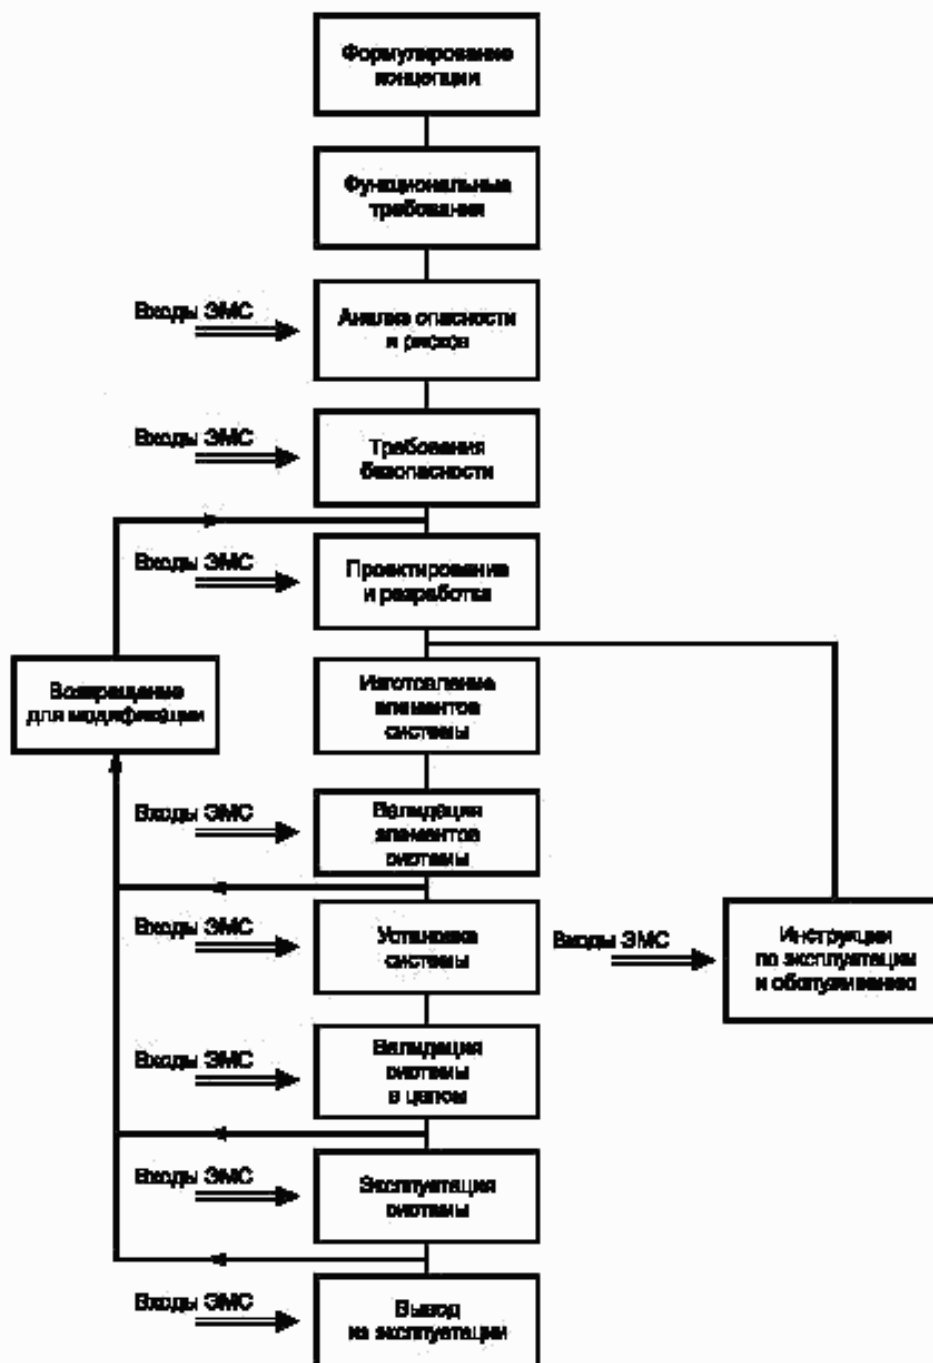 Формулирование
концепции
Функциональные
требования
Входы ЭМС
Анализ опасности
и рисков
Входы ЭМС
Требования
безопасности
Входы ЭМС
Проектирование
и разработка
Возвращение
для модификации
Изготовление
элементов
системы
Входы ЭМС
Валидация
элементов
системы
Входы ЭМС
Установка
системы
Входы ЭМС
Инструкции
по эксплуатации
и обслуживанию
Входы ЭМС
Валидация
системы
в целом
Входы ЭМС
Эксплуатация
системы
Входы ЭМС
Вывод
из эксплуатации